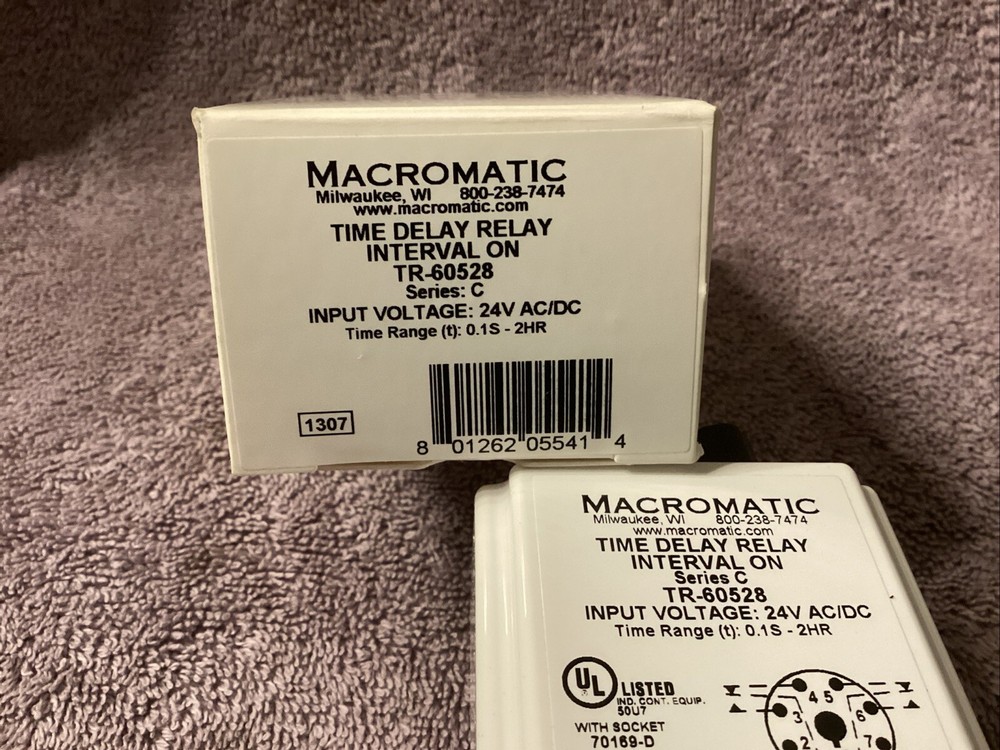 MACROMATIC
Milwaukee, WI 800-238-7474
www.macromatic.com
TIME DELAY RELAY
INTERVAL ON
TR-60528
Series: C
INPUT VOLTAGE: 24V AC/DC
Time Range (t): 0.1S - 2HR
1307
8 01262 05541 4
MACROMATIC
Milwaukee, WI 800-238-7474
www.macromatic.com
TIME DELAY RELAY
INTERVAL ON
Series C
TR-60528
INPUT VOLTAGE: 24V AC/DC
Time Range (t): 0.1S - 2HR
UL LISTED
IND. CONT. EQUIP.
50U7
WITH SOCKET
70169-D
4 5
3 6
2 7